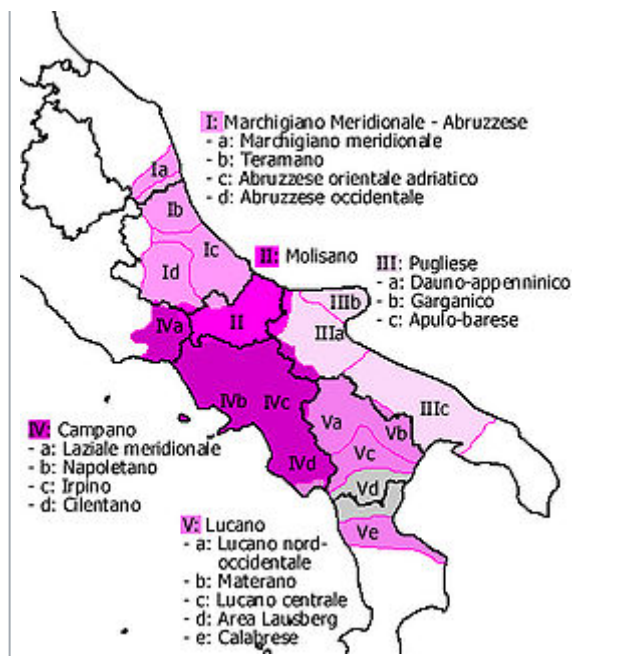 I: Marchigiano Meridionale - Abruzzese
- a: Marchigiano meridionale
- b: Teramano
- c: Abruzzese orientale adriatico
- d: Abruzzese occidentale
Ia
Ib
Ic
Id
II: Molisano
III: Pugliese
- a: Dauno-appenninico
- b: Garganico
- c: Apulo-barese
IIIb
II
IVa
IIIa
IVb
IVc
Va
Vb
IIIc
Vc
IVd
Vd
Ve
IV: Campano
- a: Laziale meridionale
- b: Napoletano
- c: Irpino
- d: Cilentano
V: Lucano
- a: Lucano nord-
occidentale
- b: Materano
- c: Lucano centrale
- d: Area Lausberg
- e: Calabrese